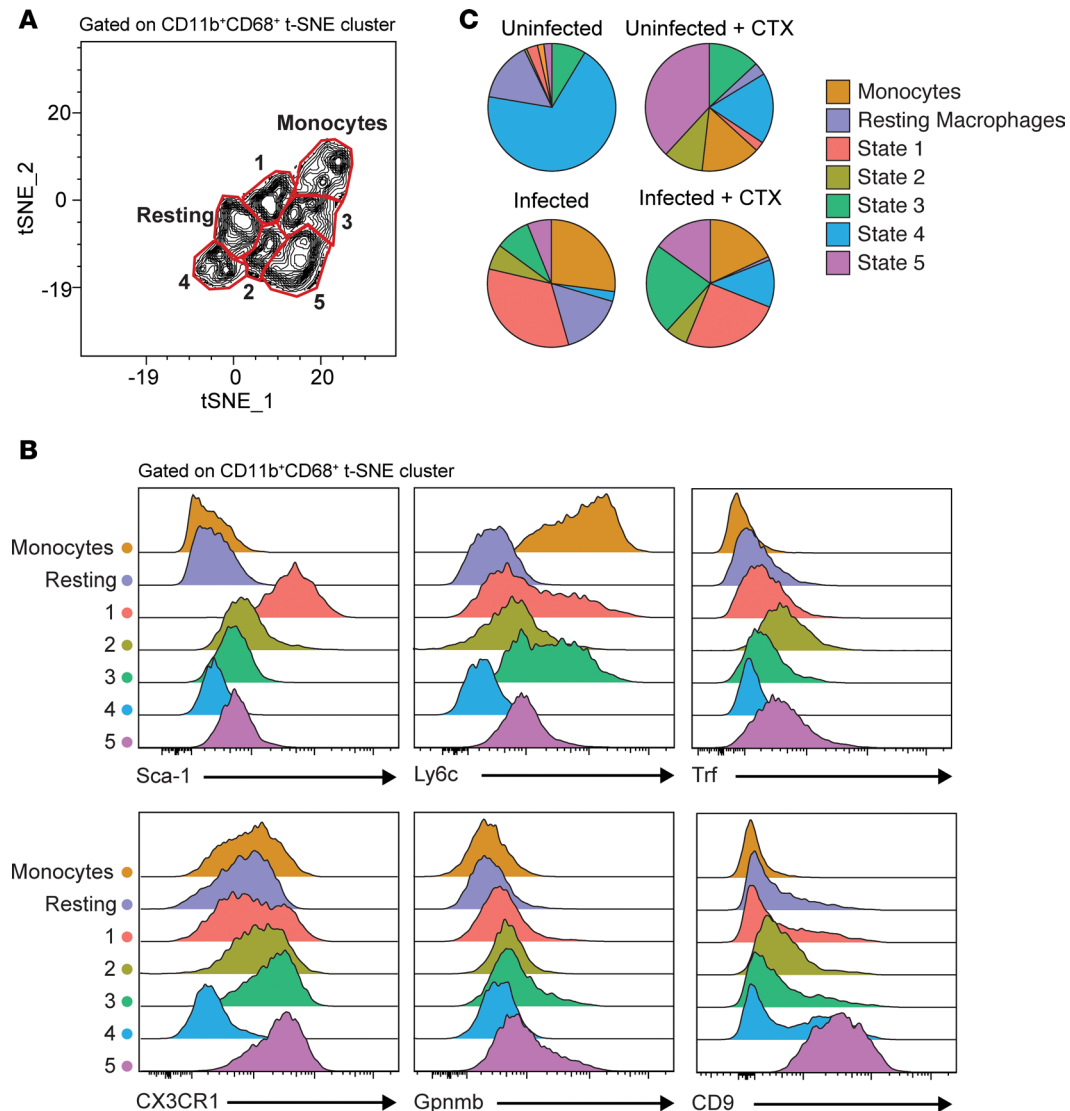 A
Gated on CD11b⁺CD68⁺ t-SNE cluster
tSNE_2
20
0
-19
Monocytes
1
Resting
3
4
2
5
-19
0
20
tSNE_1
C
Uninfected
Uninfected + CTX
Infected
Infected + CTX
Monocytes
Resting Macrophages
State 1
State 2
State 3
State 4
State 5
B
Gated on CD11b⁺CD68⁺ t-SNE cluster
Monocytes
Resting
1
2
3
4
5
Sca-1
Ly6c
Trf
Monocytes
Resting
1
2
3
4
5
CX3CR1
Gpnmb
CD9